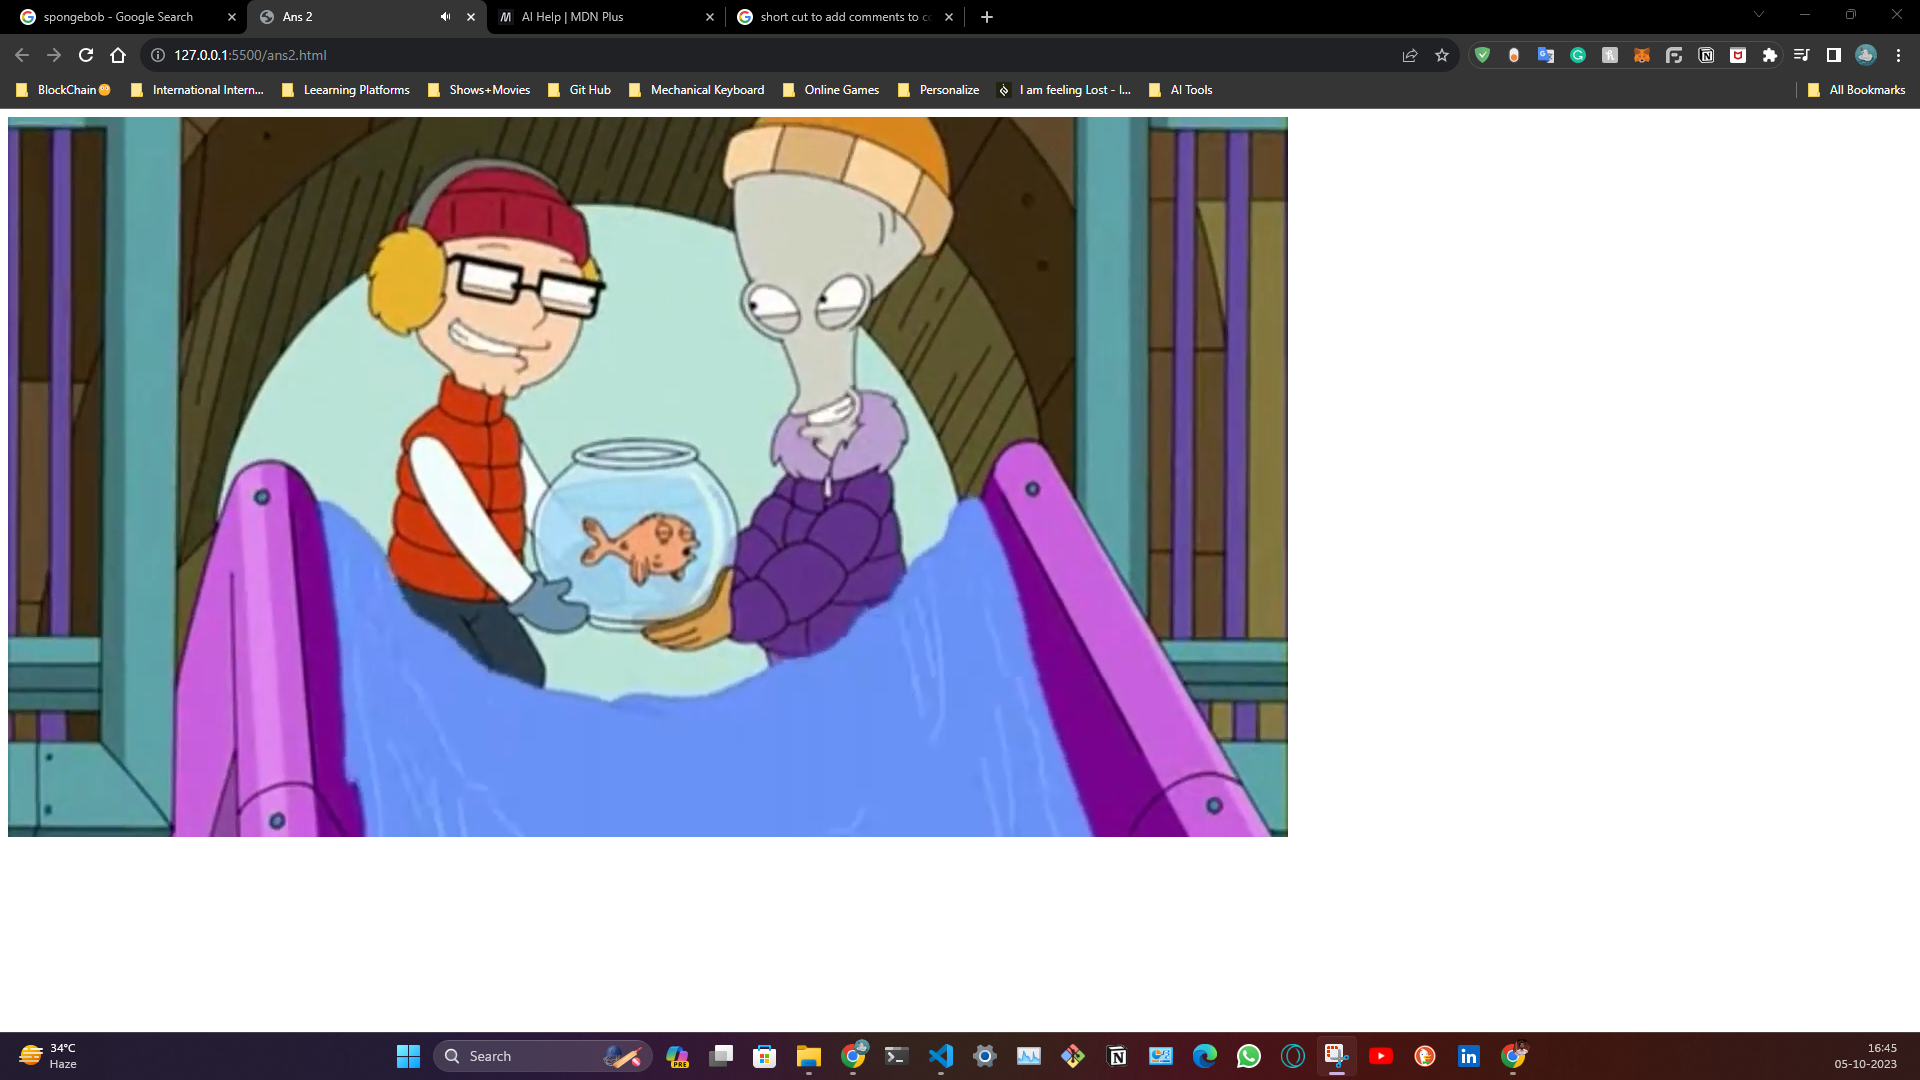 spongebob - Google Search
Ans 2
AI Help | MDN Plus
short cut to add comments to c
127.0.0.1:5500/ans2.html
BlockChain
International Intern...
Leearning Platforms
Shows+Movies
Git Hub
Mechanical Keyboard
Online Games
Personalize
I am feeling Lost - I...
AI Tools
All Bookmarks
34°C
Haze
Search
PRE
16:45
05-10-2023